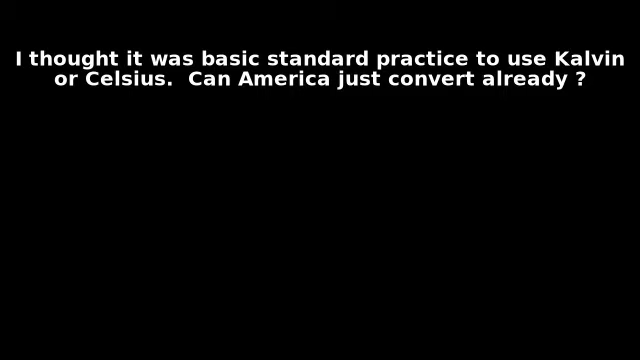 I thought it was basic standard practice to use Kalvin
or Celsius.  Can America just convert already ?